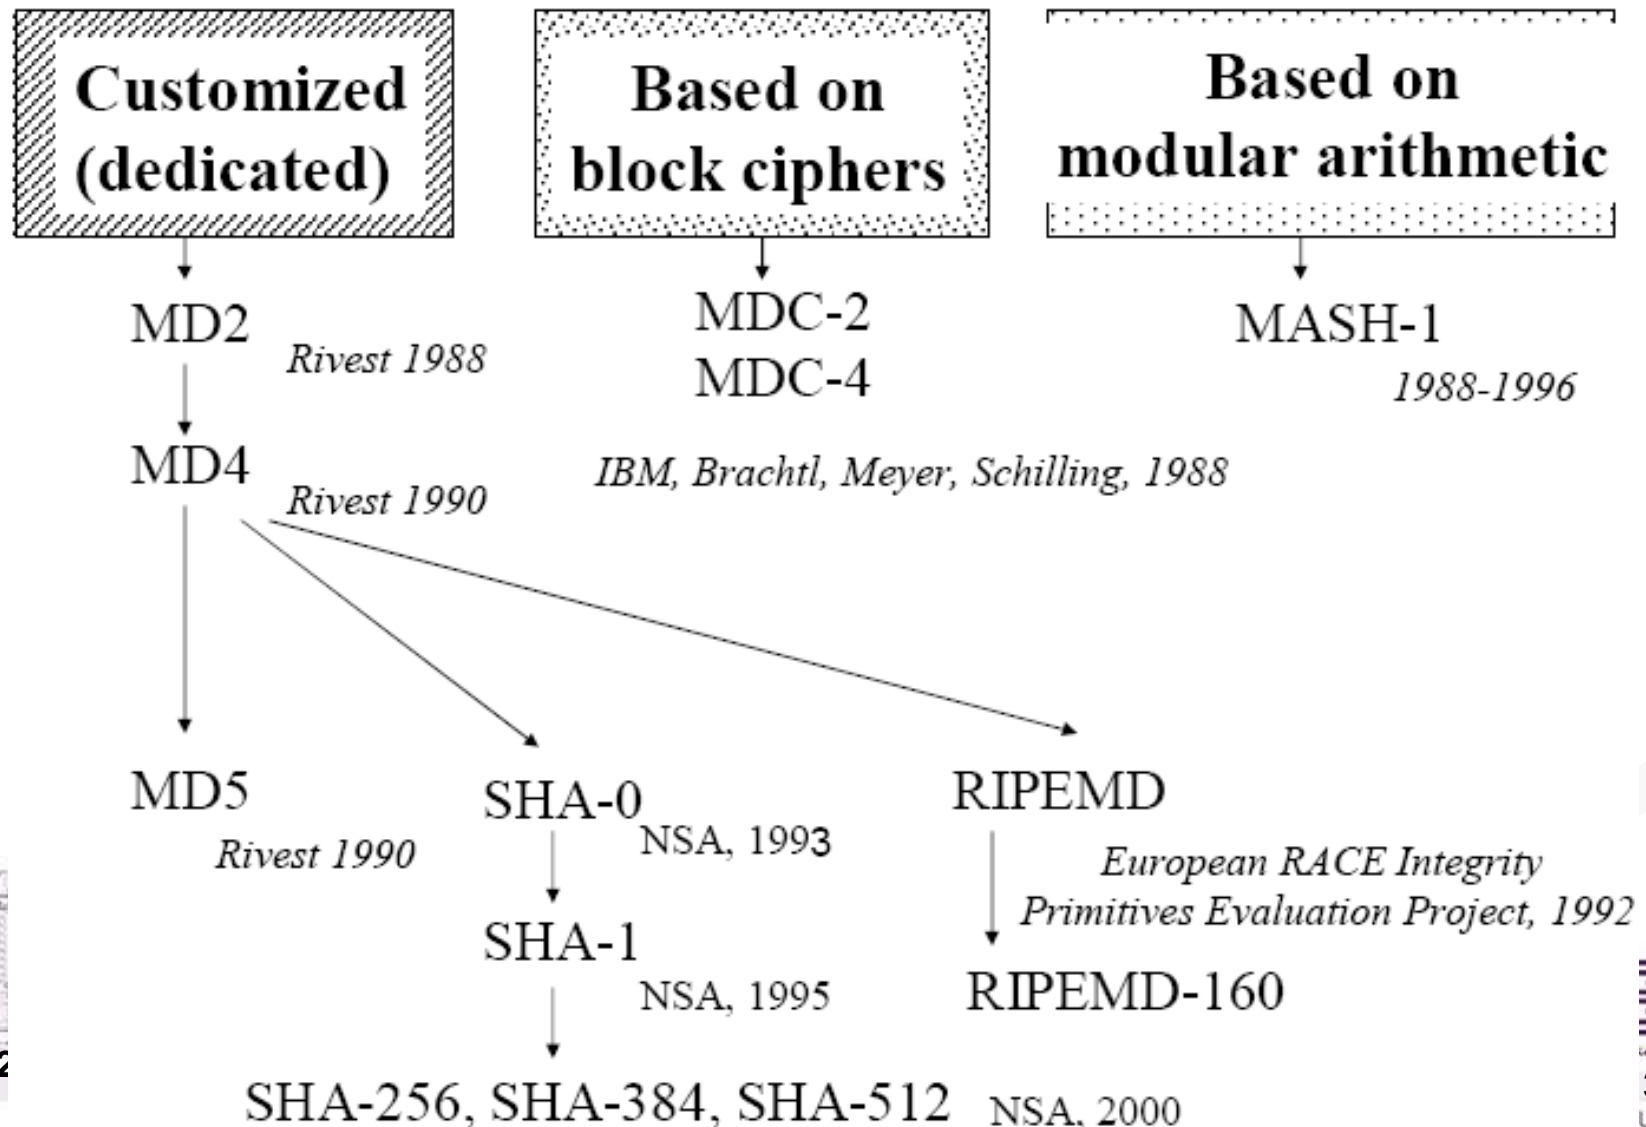 Customized
(dedicated)
Based on
block ciphers
Based on
modular arithmetic
MD2
Rivest 1988
MDC-2
MDC-4
MASH-1
1988-1996
MD4
Rivest 1990
IBM, Brachtl, Meyer, Schilling, 1988
MD5
Rivest 1990
SHA-0
NSA, 1993
RIPEMD
European RACE Integrity
Primitives Evaluation Project, 1992
SHA-1
NSA, 1995
RIPEMD-160
SHA-256, SHA-384, SHA-512
NSA, 2000
2